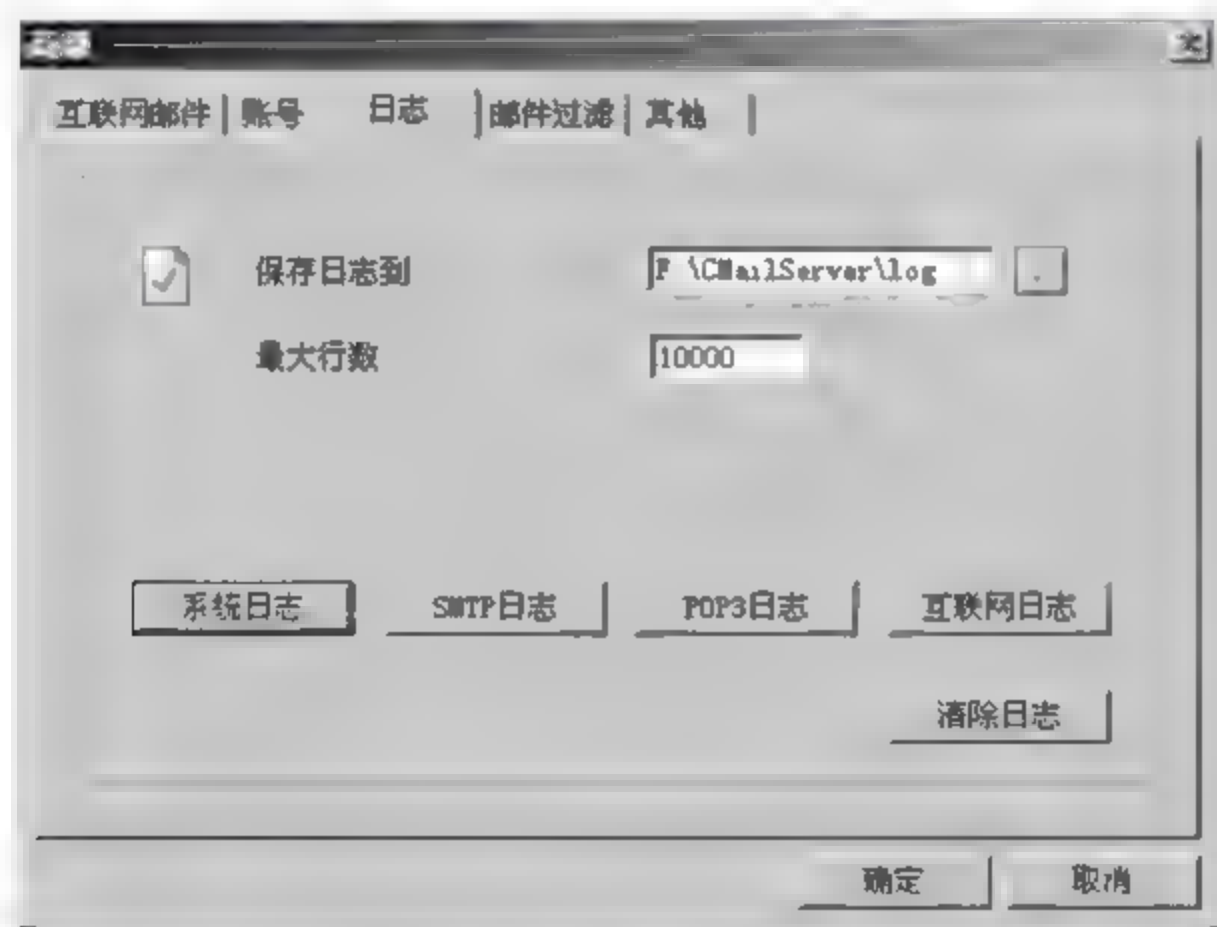 互联网邮件 账号 日志 邮件过滤 其他
保存日志到 F \CMailServer\log .
最大行数 10000
系统日志 SMTP日志 POP3日志 互联网日志
清除日志
确定 取消